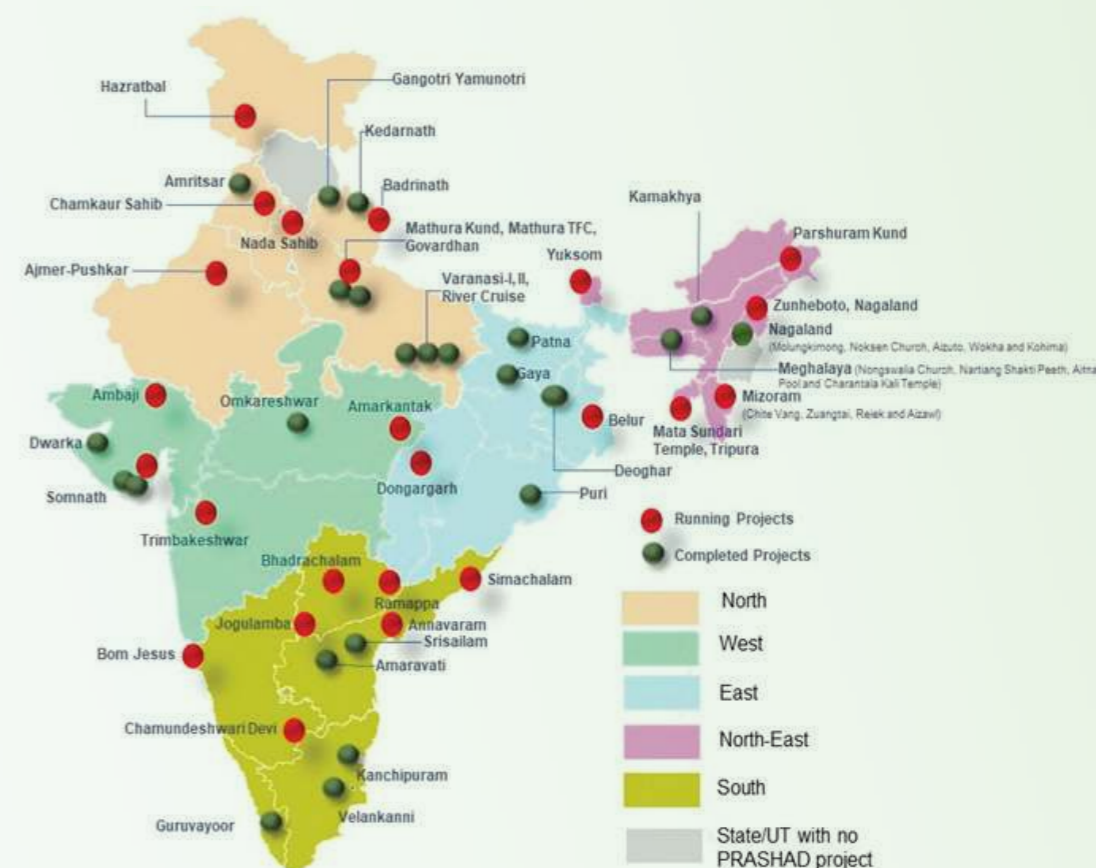 Hazratbal
Gangotri Yamunotri
Kedarnath
Amritsar
Badrinath
Chamkaur Sahib
Nada Sahib
Mathura Kund, Mathura TFC,
Govardhan
Ajmer-Pushkar
Varanasi-I, II,
River Cruise
Kamakhya
Parshuram Kund
Yuksom
Zunheboto, Nagaland
Nagaland
(Molungkimong, Noksen Church, Aizuto, Wokha and Kohima)
Meghalaya (Nongswalia Church, Nartiang Shakti Peeth, Aitnar
Pool and Charantala Kali Temple)
Mizoram
(Chite Vang, Zuangtai, Reiek and Aizawl)
Mata Sundari
Temple, Tripura
Patna
Gaya
Ambaji
Omkareshwar
Amarkantak
Belur
Dwarka
Deoghar
Somnath
Dongargarh
Puri
Trimbakeshwar
Bhadrachalam
Simachalam
Ramappa
Jogulamba
Annavaram
Srisailam
Bom Jesus
Amaravati
Chamundeshwari Devi
Kanchipuram
Velankanni
Guruvayoor
Running Projects
Completed Projects
North
West
East
North-East
South
State/UT with no
PRASHAD project